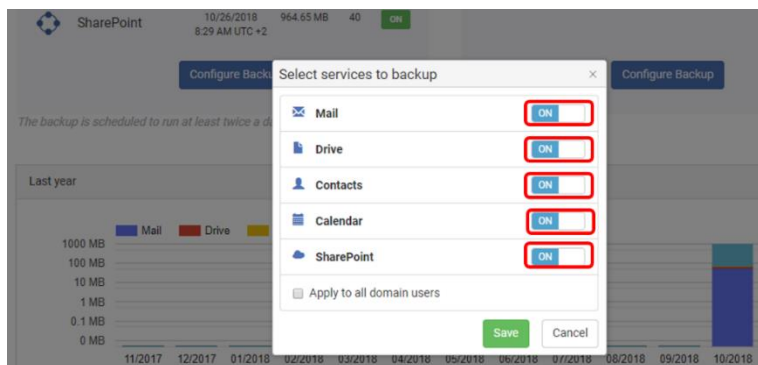 SharePoint
10/26/2018
8:29 AM UTC +2
964.65 MB
40
ON
Configure Backu
Configure Backup
The backup is scheduled to run at least twice a d
Select services to backup
×
Mail
ON
Drive
ON
Contacts
ON
Calendar
ON
SharePoint
ON
Apply to all domain users
Save
Cancel
Last year
Mail
Drive
1000 MB
100 MB
10 MB
1 MB
0.1 MB
0 MB
11/2017 12/2017 01/2018 02/2018 03/2018 04/2018 05/2018 06/2018 07/2018 08/2018 09/2018 10/2018